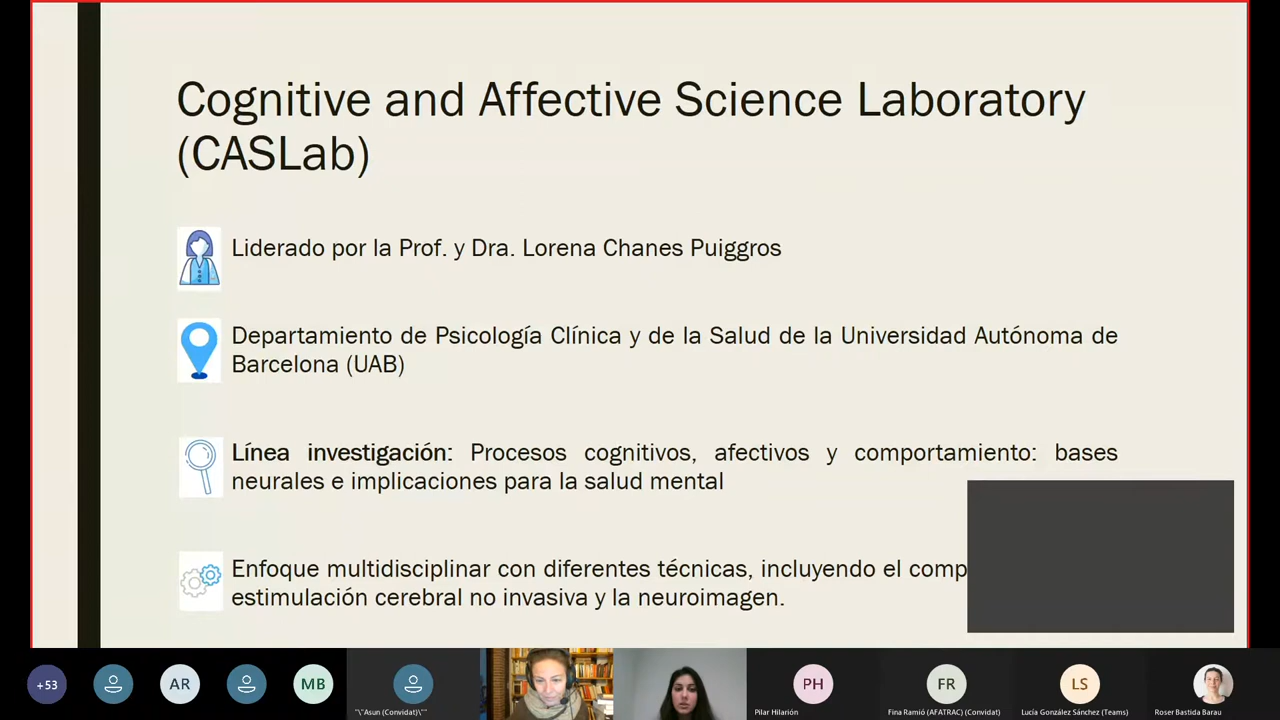 Cognitive and Affective Science Laboratory
(CASLab)
Liderado por la Prof. y Dra. Lorena Chanes Puiggros
Departamiento de Psicología Clínica y de la Salud de la Universidad Autónoma de
Barcelona (UAB)
Línea investigación: Procesos cognitivos, afectivos y comportamiento: bases
neurales e implicaciones para la salud mental
Enfoque multidisciplinar con diferentes técnicas, incluyendo el comp
estimulación cerebral no invasiva y la neuroimagen.
+53
AR
MB
"\"Asun (Convidat)\""
PH
Pilar Hilarión
FR
Fina Ramió (AFATRAC) (Convidat)
LS
Lucía González Sánchez (Teams)
Roser Bastida Barau